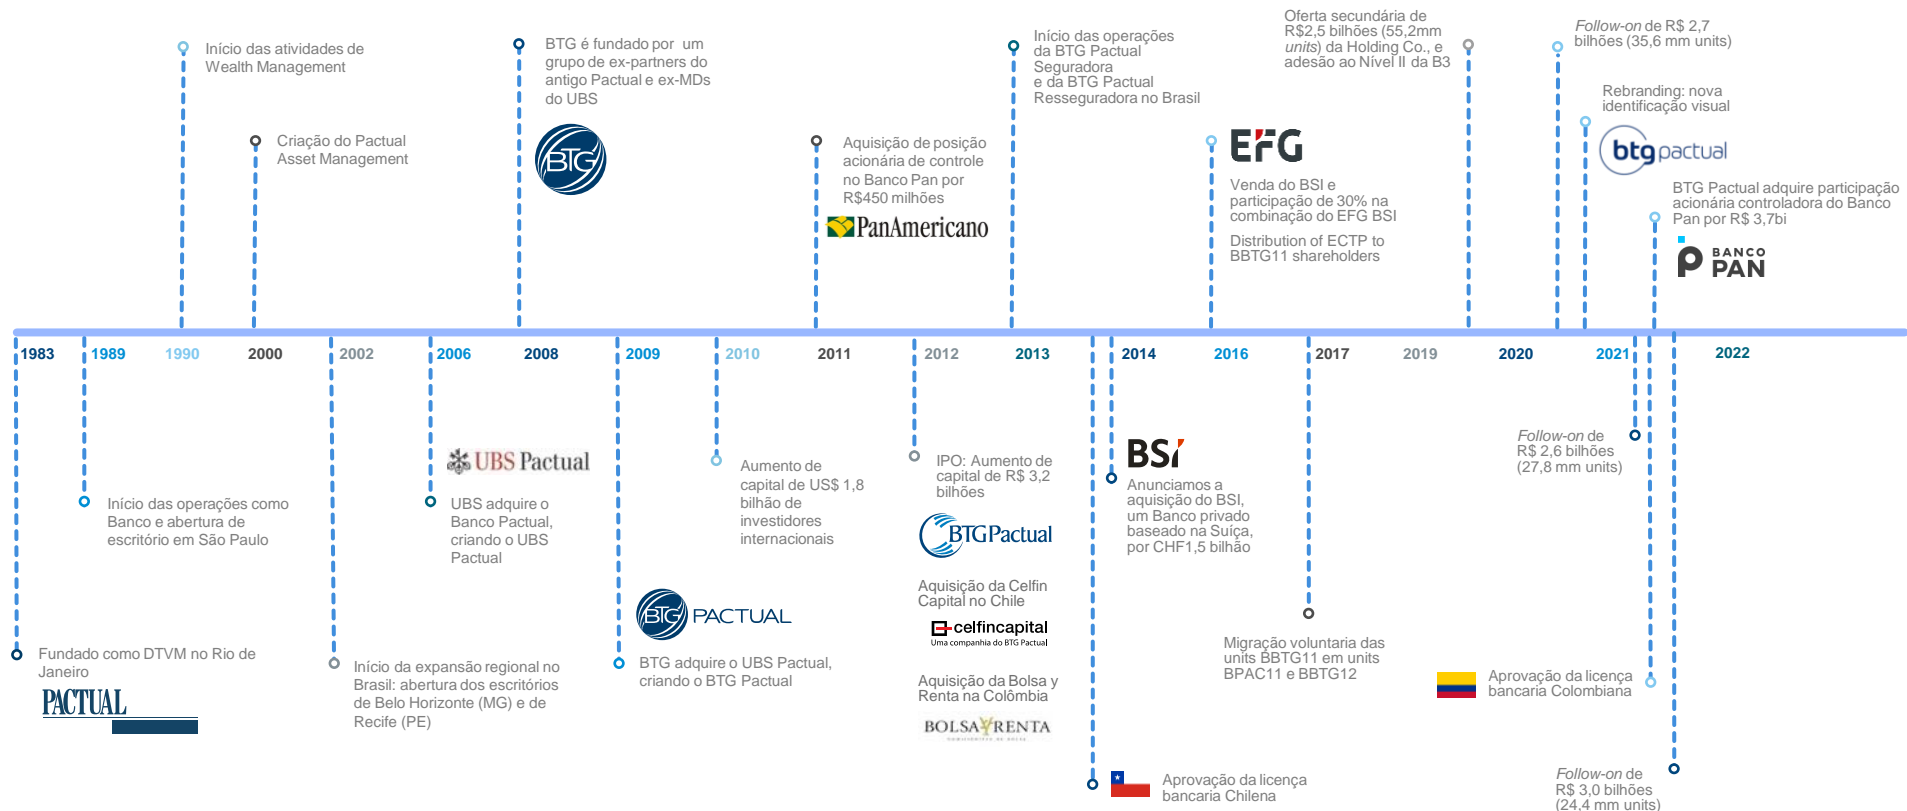 Início das atividades de
Wealth Management
Criação do Pactual
Asset Management
BTG é fundado por um
grupo de ex-partners do
antigo Pactual e ex-MDs
do UBS
BTG
Aquisição de posição
acionária de controle
no Banco Pan por
R$450 milhões
PanAmericano
Início das operações
da BTG Pactual
Seguradora
e da BTG Pactual
Resseguradora no Brasil
EFG
Venda do BSI e
participação de 30% na
combinação do EFG BSI
Distribution of ECTP to
BBTG11 shareholders
Oferta secundária de
R$2,5 bilhões (55,2mm
units) da Holding Co., e
adesão ao Nível II da B3
Follow-on de R$ 2,7
bilhões (35,6 mm units)
Rebranding: nova
identificação visual
btg pactual
BTG Pactual adquire participação
acionária controladora do Banco
Pan por R$ 3,7bi
BANCO
PAN
1983
1989
1990
2000
2002
2006
2008
2009
2010
2011
2012
2013
2014
2016
2017
2019
2020
2021
2022
Fundado como DTVM no Rio de
Janeiro
PACTUAL
Início das operações como
Banco e abertura de
escritório em São Paulo
Início da expansão regional no
Brasil: abertura dos escritórios
de Belo Horizonte (MG) e de
Recife (PE)
UBS Pactual
UBS adquire o
Banco Pactual,
criando o UBS
Pactual
BTG PACTUAL
BTG adquire o UBS Pactual,
criando o BTG Pactual
Aumento de
capital de US$ 1,8
bilhão de
investidores
internacionais
IPO: Aumento de
capital de R$ 3,2
bilhões
BTGPactual
Aquisição da Celfin
Capital no Chile
celfincapital
Uma companhia do BTG Pactual
Aquisição da Bolsa y
Renta na Colômbia
BOLSA Y RENTA
COMISIONISTA DE BOLSA
BSI
Anunciamos a
aquisição do BSI,
um Banco privado
baseado na Suíça,
por CHF1,5 bilhão
Aprovação da licença
bancaria Chilena
Migração voluntaria das
units BBTG11 em units
BPAC11 e BBTG12
Follow-on de
R$ 2,6 bilhões
(27,8 mm units)
Aprovação da licença
bancaria Colombiana
Follow-on de
R$ 3,0 bilhões
(24,4 mm units)